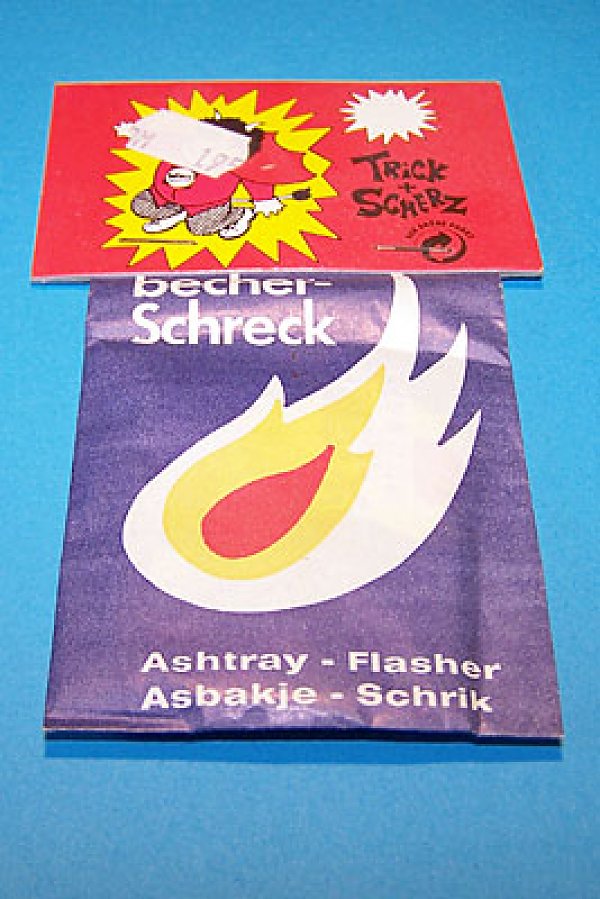 TRiCK
+
SCHERZ
becher-
Schreck
Ashtray - Flasher
Asbakje - Schrik